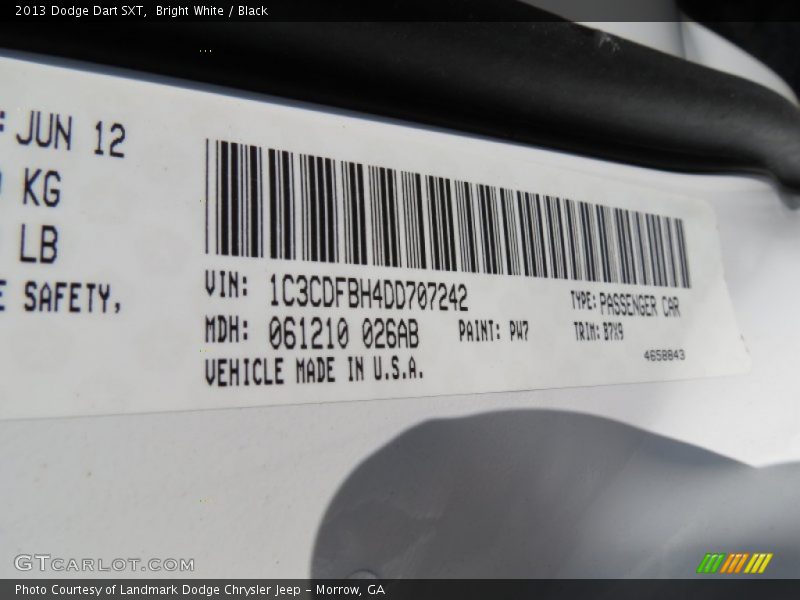 2013 Dodge Dart SXT, Bright White / Black
: JUN 12
KG
LB
E SAFETY,
VIN: 1C3CDFBH4DD707242
TYPE: PASSENGER CAR
MDH: 061210 026AB
PAINT: PW7
TRIM: B7X9
VEHICLE MADE IN U.S.A.
4658843
GTCARLOT.COM
Photo Courtesy of Landmark Dodge Chrysler Jeep - Morrow, GA